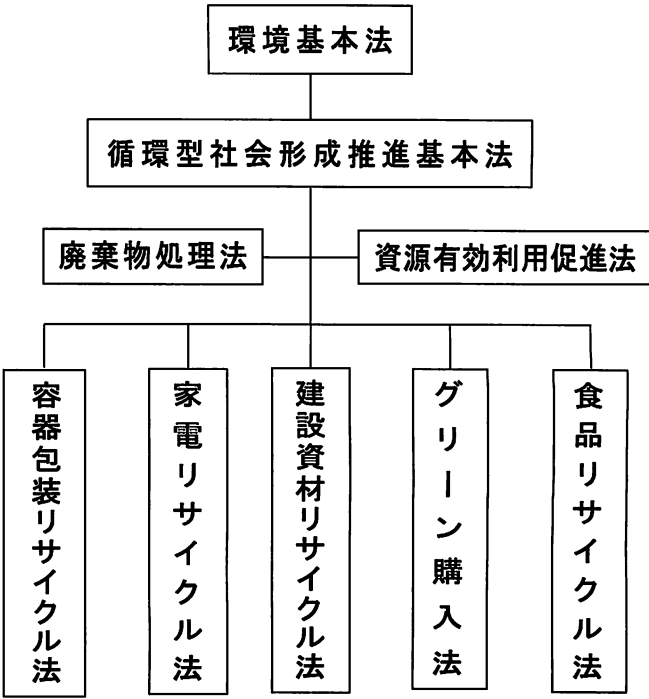 環境基本法
循環型社会形成推進基本法
廃棄物処理法
資源有効利用促進法
容器包装リサイクル法
家電リサイクル法
建設資材リサイクル法
グリーン購入法
食品リサイクル法